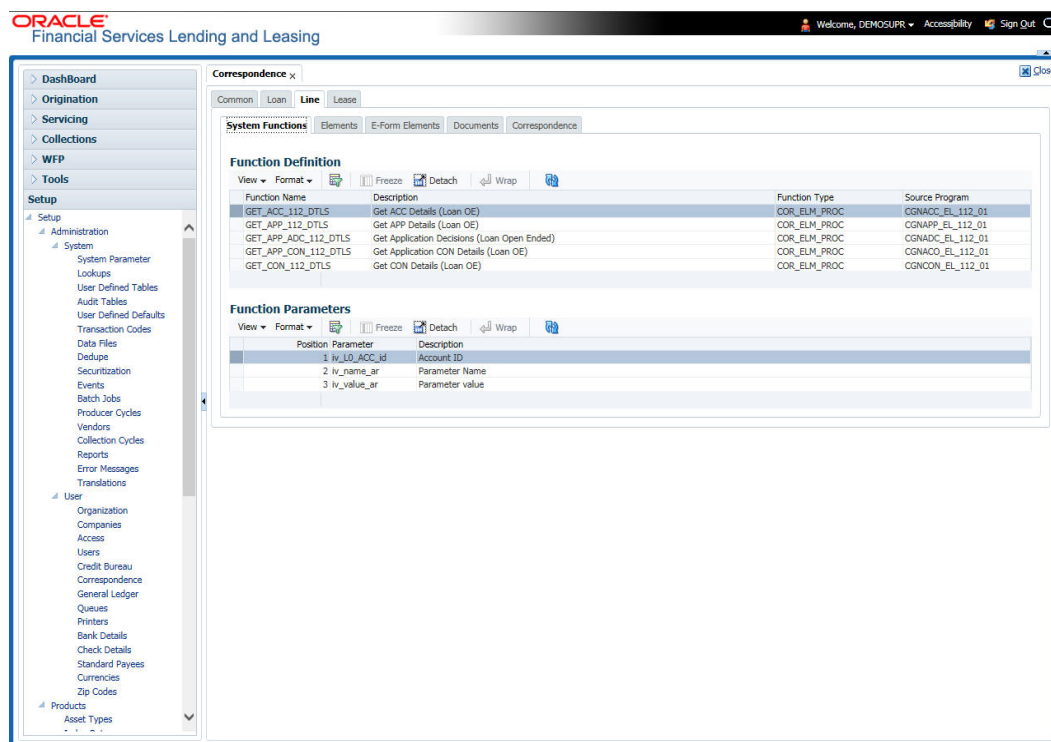 ORACLE
Financial Services Lending and Leasing
Welcome, DEMOSUPR Accessibility Sign Out
DashBoard
Origination
Servicing
Collections
WFP
Tools
Setup
Setup
Administration
System
System Parameter
Lookups
User Defined Tables
Audit Tables
User Defined Defaults
Transaction Codes
Data Files
Dedupe
Securitization
Events
Batch Jobs
Producer Cycles
Vendors
Collection Cycles
Reports
Error Messages
Translations
User
Organization
Companies
Access
Users
Credit Bureau
Correspondence
General Ledger
Queues
Printers
Bank Details
Check Details
Standard Payees
Currencies
Zip Codes
Products
Asset Types
Correspondence x
Close
Common Loan Line Lease
System Functions Elements E-Form Elements Documents Correspondence
Function Definition
View Format Freeze Detach Wrap
Function Name Description Function Type Source Program
GET_ACC_112_DTLS Get ACC Details (Loan OE) COR_ELM_PROC CGNACC_EL_112_01
GET_APP_112_DTLS Get APP Details (Loan OE) COR_ELM_PROC CGNAPP_EL_112_01
GET_APP_ADC_112_DTLS Get Application Decisions (Loan Open Ended) COR_ELM_PROC CGNADC_EL_112_01
GET_APP_CON_112_DTLS Get Application CON Details (Loan OE) COR_ELM_PROC CGNACO_EL_112_01
GET_CON_112_DTLS Get CON Details (Loan OE) COR_ELM_PROC CGNCON_EL_112_01
Function Parameters
View Format Freeze Detach Wrap
Position Parameter Description
1 iv_L0_ACC_id Account ID
2 iv_name_ar Parameter Name
3 iv_value_ar Parameter value